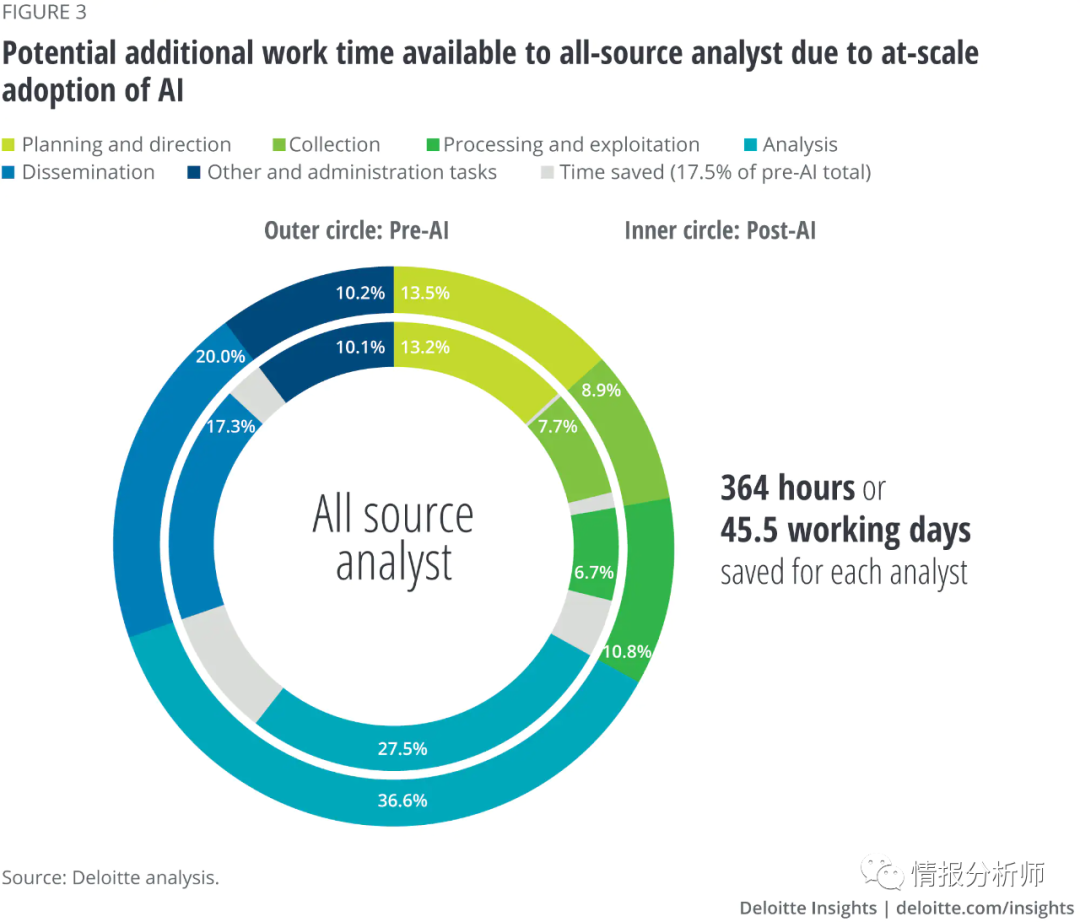 FIGURE 3
Potential additional work time available to all-source analyst due to at-scale
adoption of AI
Planning and direction Collection Processing and exploitation Analysis
Dissemination Other and administration tasks Time saved (17.5% of pre-AI total)
Outer circle: Pre-AI Inner circle: Post-AI
10.2% 13.5%
10.1% 13.2%
20.0%
8.9%
17.3% 7.7%
All source
analyst
364 hours or
45.5 working days
saved for each analyst
6.7%
10.8%
27.5%
36.6%
情报分析师
Source: Deloitte analysis.
Deloitte Insights | deloitte.com/insights